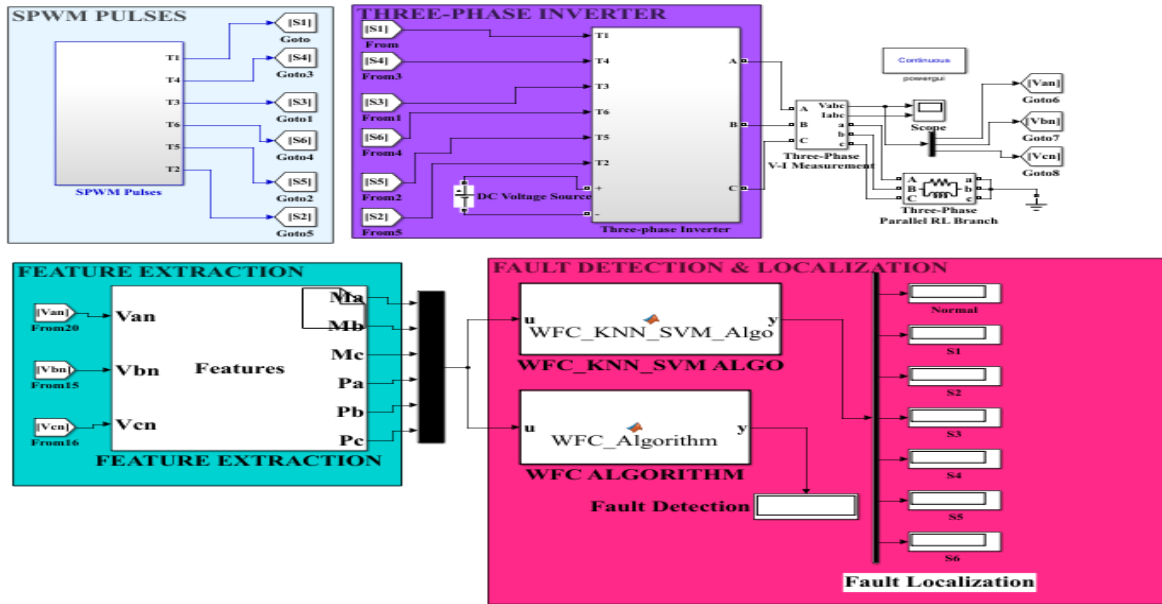 SPWM PULSES
T1
T4
T3
T6
T5
T2
SPWM Pulses
[S1]
Goto
[S4]
Goto3
[S3]
Goto1
[S6]
Goto4
[S5]
Goto2
[S2]
Goto5
THREE-PHASE INVERTER
[S1]
From
[S4]
From3
[S3]
From1
[S6]
From4
[S5]
From2
[S2]
From5
DC Voltage Source
T1
T4
T3
T6
T5
T2
+
-
A
B
C
Three-phase Inverter
Continuous
powergui
A
B
C
Vabc
Iabc
a
b
c
Three-Phase
V-I Measurement
Scope
[Van]
Goto6
[Vbn]
Goto7
[Vcn]
Goto8
A
B
C
a
b
c
Three-Phase
Parallel RL Branch
FEATURE EXTRACTION
[Van]
From20
[Vbn]
From15
[Vcn]
From16
Van
Vbn
Vcn
Features
Ma
Mb
Mc
Pa
Pb
Pc
FEATURE EXTRACTION
FAULT DETECTION & LOCALIZATION
u
WFC_KNN_SVM_Algo
y
WFC_KNN_SVM ALGO
u
WFC_Algorithm
y
WFC ALGORITHM
Fault Detection
Normal
S1
S2
S3
S4
S5
S6
Fault Localization